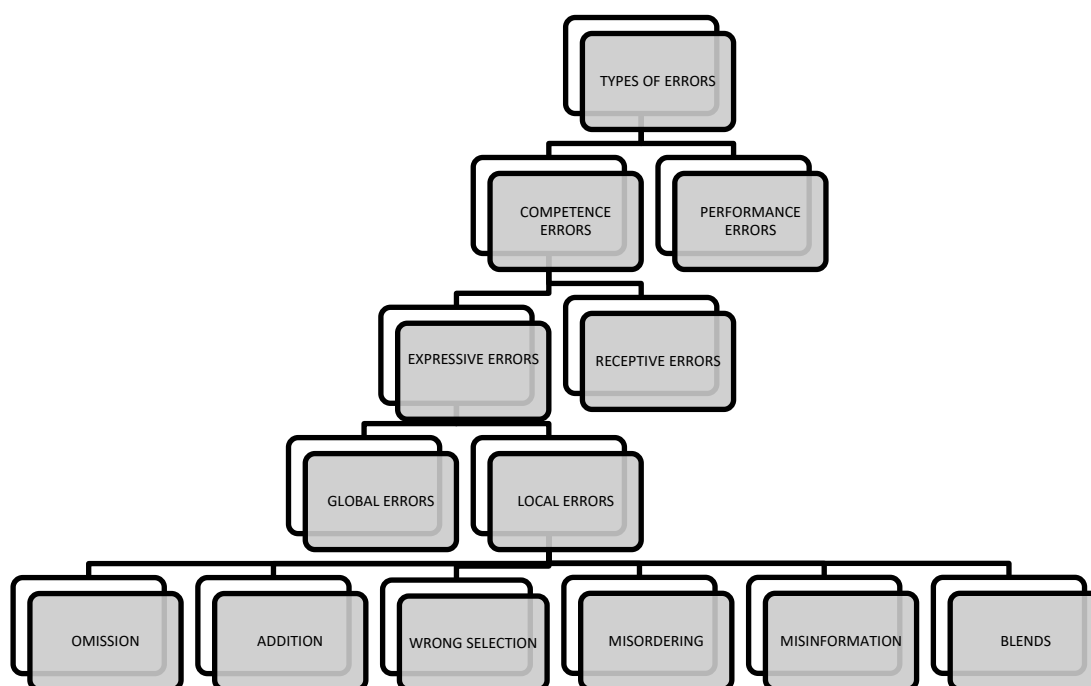 TYPES OF ERRORS
COMPETENCE
ERRORS
PERFORMANCE
ERRORS
EXPRESSIVE ERRORS
RECEPTIVE ERRORS
GLOBAL ERRORS
LOCAL ERRORS
OMISSION
ADDITION
WRONG SELECTION
MISORDERING
MISINFORMATION
BLENDS